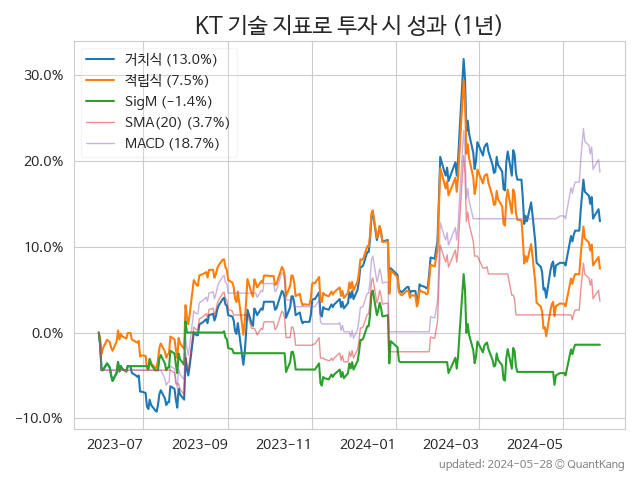 KT 기술 지표로 투자 시 성과 (1년)
거치식 (13.0%)
적립식 (7.5%)
SigM (-1.4%)
SMA(20) (3.7%)
MACD (18.7%)
30.0%
20.0%
10.0%
0.0%
−10.0%
2023-07 2023-09 2023-11 2024-01 2024-03 2024-05
updated: 2024-05-28 © QuantKang